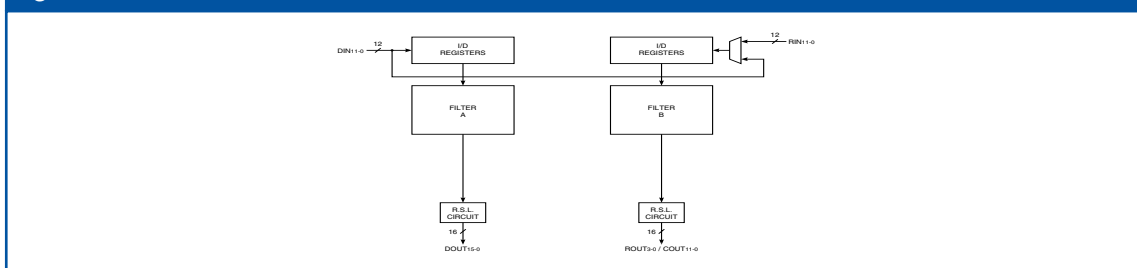 12
DIN11-0
I/D
REGISTERS
I/D
REGISTERS
12
RIN11-0
FILTER
A
FILTER
B
R.S.L.
CIRCUIT
R.S.L.
CIRCUIT
16
16
DOUT15-0
ROUT3-0 / COUT11-0